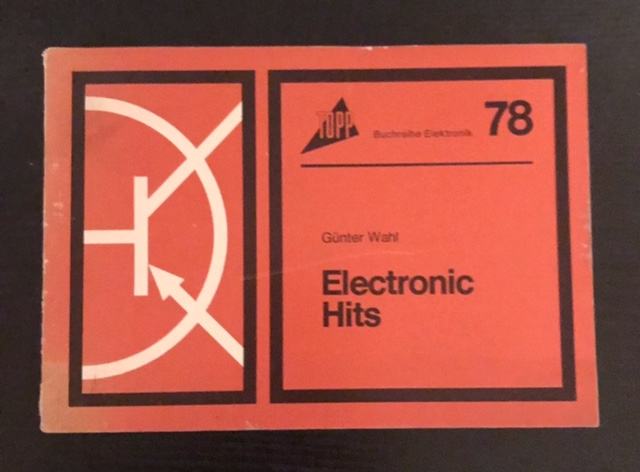 TOPP
Buchreihe Elektronik
78
Günter Wahl
Electronic
Hits